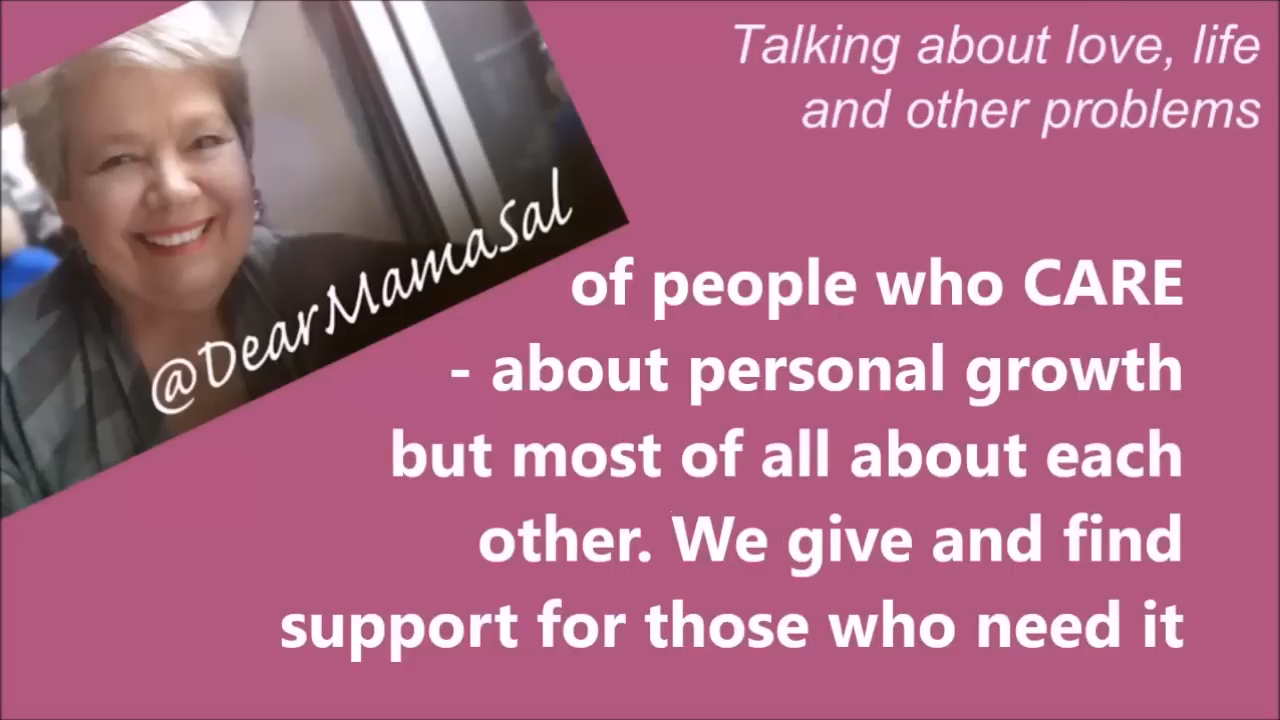 Talking about love, life
and other problems
@DearMamaSal
of people who CARE
- about personal growth
but most of all about each
other. We give and find
support for those who need it